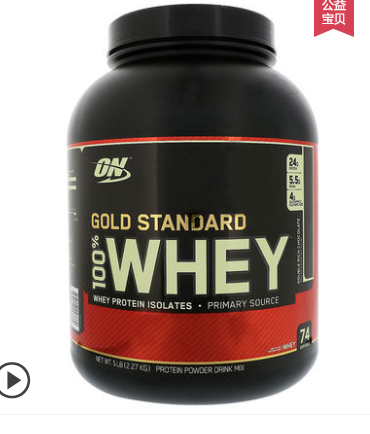 公益
宝贝
ON
24g
5.5g
4g
GOLD STANDARD
100% WHEY
DOUBLE RICH CHOCOLATE
WHEY PROTEIN ISOLATES • PRIMARY SOURCE
WHEY
74
NET WT. 5 LB (2.27 KG) PROTEIN POWDER DRINK MIX